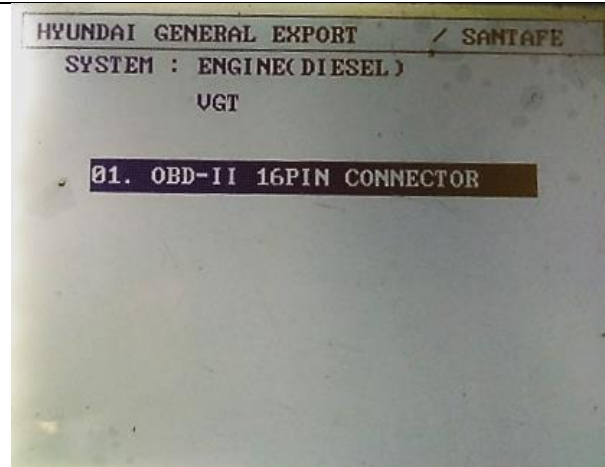 HYUNDAI GENERAL EXPORT / SANTAFE
SYSTEM : ENGINE(DIESEL)
VGT
01. OBD-II 16PIN CONNECTOR